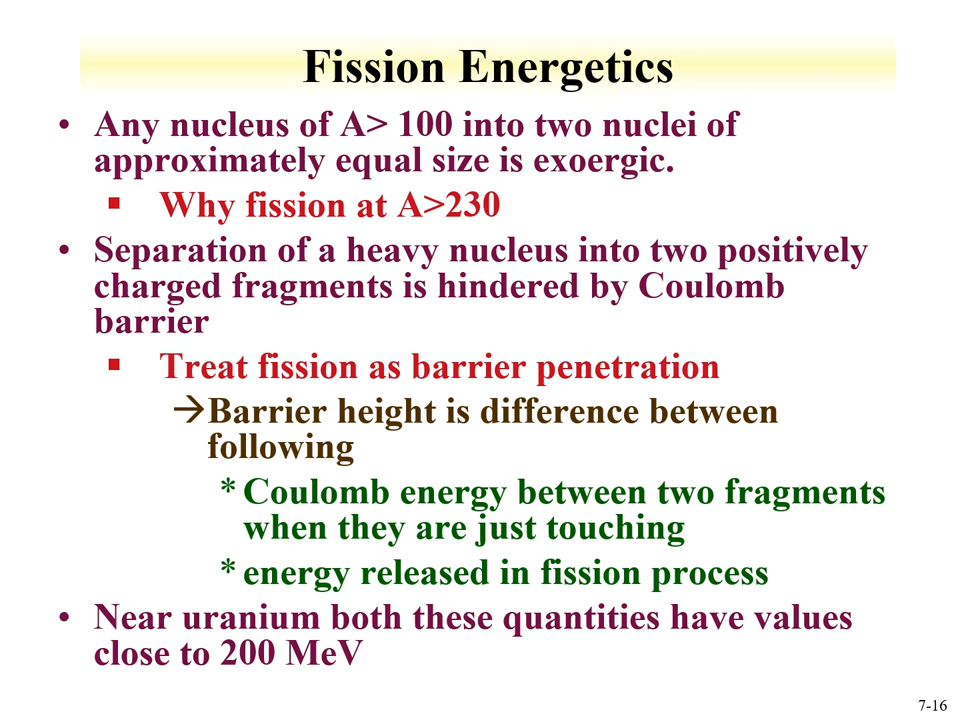 Fission Energetics
• Any nucleus of A> 100 into two nuclei of
approximately equal size is exoergic.
▪ Why fission at A>230
• Separation of a heavy nucleus into two positively
charged fragments is hindered by Coulomb
barrier
▪ Treat fission as barrier penetration
→Barrier height is difference between
following
* Coulomb energy between two fragments
when they are just touching
* energy released in fission process
• Near uranium both these quantities have values
close to 200 MeV
7-16